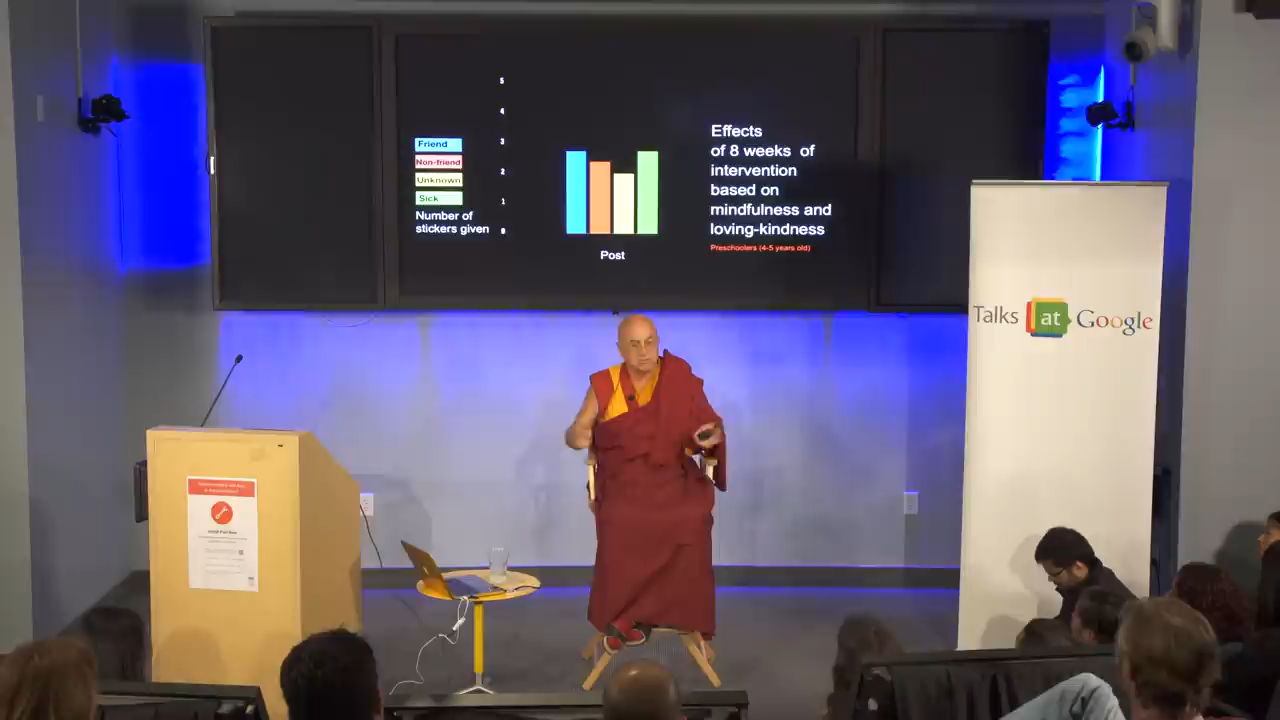 5
4
3
2
1
0
Friend
Non-friend
Unknown
Sick
Number of
stickers given
Post
Effects
of 8 weeks of
intervention
based on
mindfulness and
loving-kindness
Preschoolers (4-5 years old)
Talks at Google